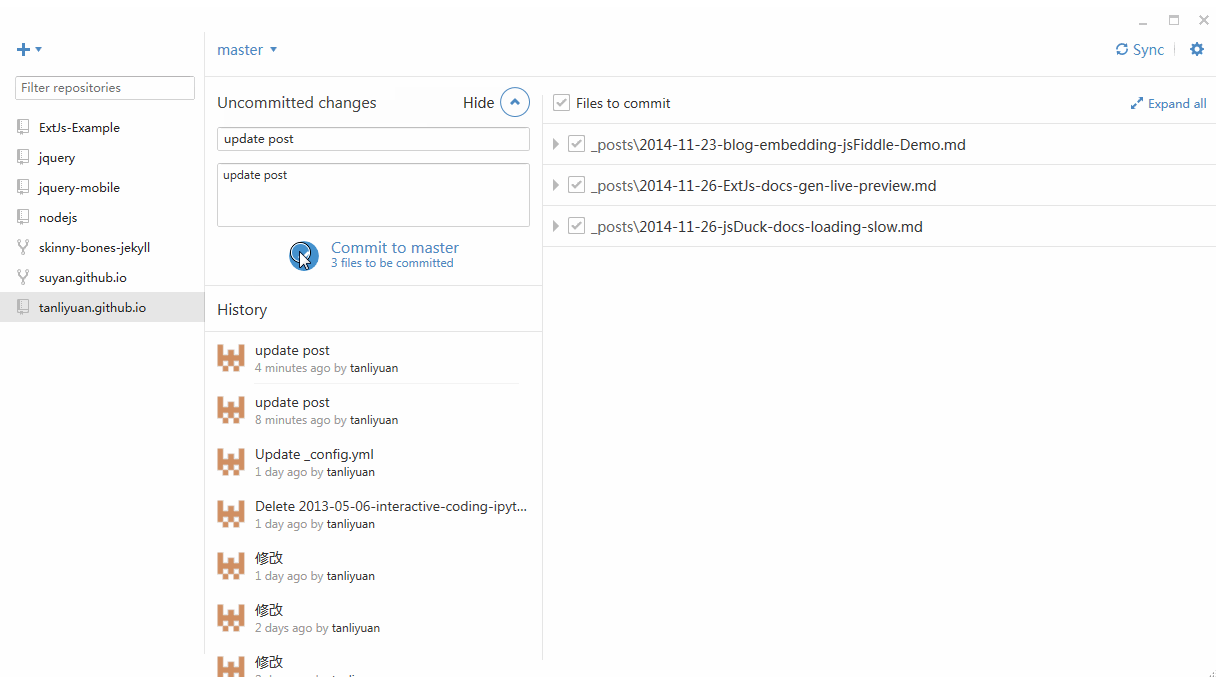 master
Sync
Filter repositories
ExtJs-Example
jquery
jquery-mobile
nodejs
skinny-bones-jekyll
suyan.github.io
tanliyuan.github.io
Uncommitted changes
Hide
update post
update post
Commit to master
3 files to be committed
History
update post
4 minutes ago by tanliyuan
update post
8 minutes ago by tanliyuan
Update _config.yml
1 day ago by tanliyuan
Delete 2013-05-06-interactive-coding-ipyt...
1 day ago by tanliyuan
修改
1 day ago by tanliyuan
修改
2 days ago by tanliyuan
修改
Files to commit
Expand all
_posts\2014-11-23-blog-embedding-jsFiddle-Demo.md
_posts\2014-11-26-ExtJs-docs-gen-live-preview.md
_posts\2014-11-26-jsDuck-docs-loading-slow.md